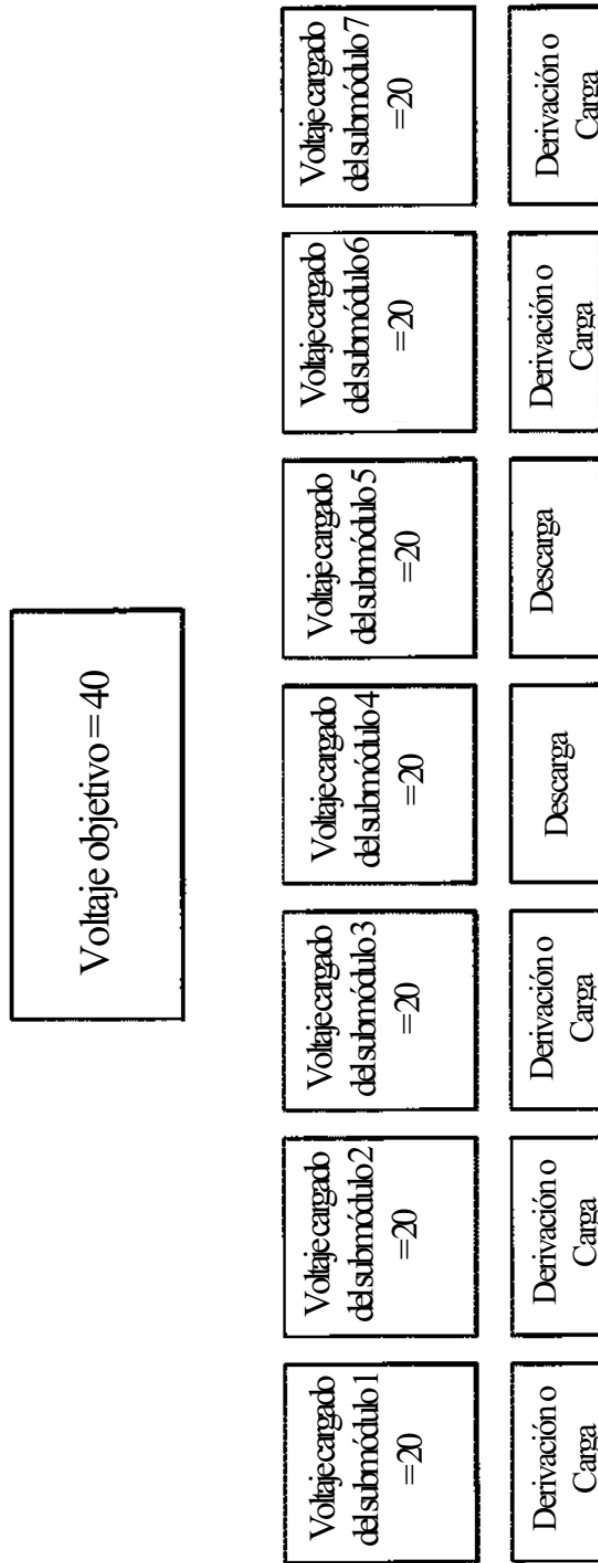 Voltaje objetivo = 40
Voltaje cargado
del submódulo 1
= 20
Voltaje cargado
del submódulo 2
= 20
Voltaje cargado
del submódulo 3
= 20
Voltaje cargado
del submódulo 4
= 20
Voltaje cargado
del submódulo 5
= 20
Voltaje cargado
del submódulo 6
= 20
Voltaje cargado
del submódulo 7
= 20
Derivación o
Carga
Derivación o
Carga
Derivación o
Carga
Descarga
Descarga
Derivación o
Carga
Derivación o
Carga